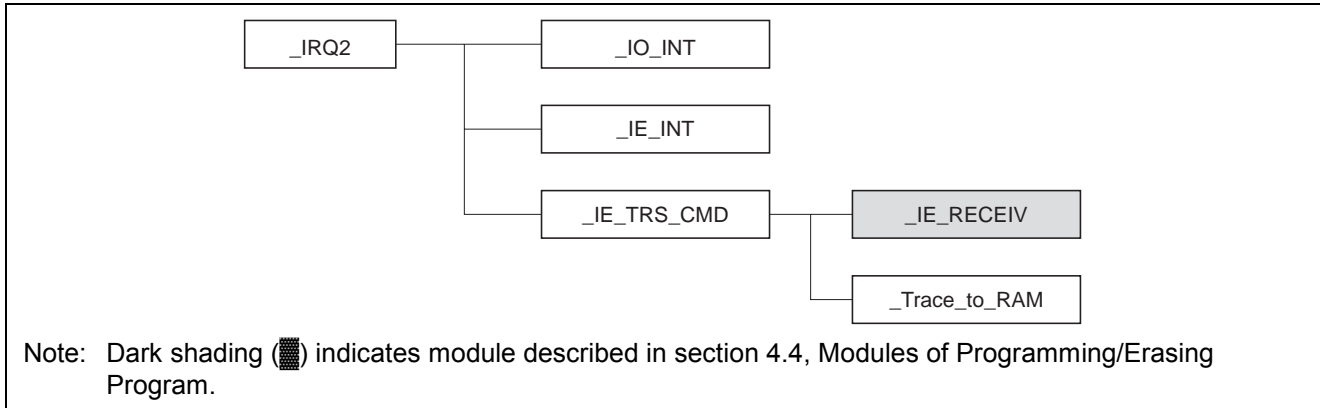 _IRQ2
_IO_INT
_IE_INT
_IE_TRS_CMD
_IE_RECEIV
_Trace_to_RAM
Note: Dark shading (▓) indicates module described in section 4.4, Modules of Programming/Erasing
Program.